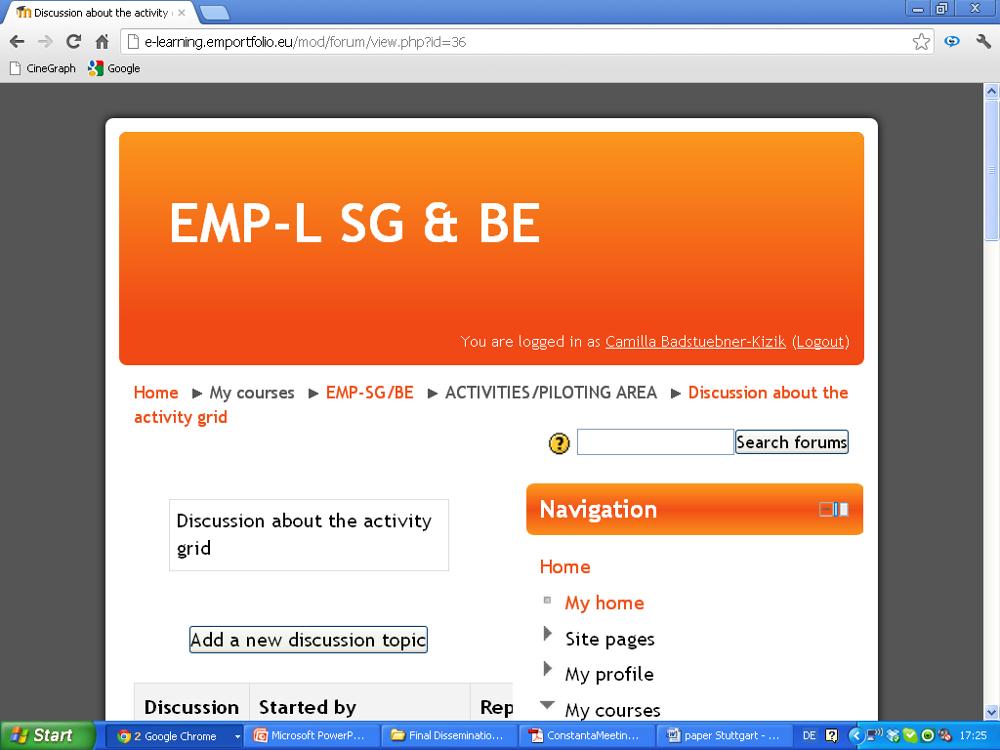 Discussion about the activity
e-learning.emportfolio.eu/mod/forum/view.php?id=36
CineGraph Google
EMP-L SG & BE
You are logged in as Camilla Badstuebner-Kizik (Logout)
Home ► My courses ► EMP-SG/BE ► ACTIVITIES/PILOTING AREA ► Discussion about the
activity grid
? Search forums
Discussion about the activity
grid
Add a new discussion topic
Discussion Started by Rep
Navigation
Home
My home
Site pages
My profile
My courses
Start 2 Google Chrome Microsoft PowerP... Final Disseminatio... ConstantaMeetin... paper Stuttgart - ... DE ? 17:25